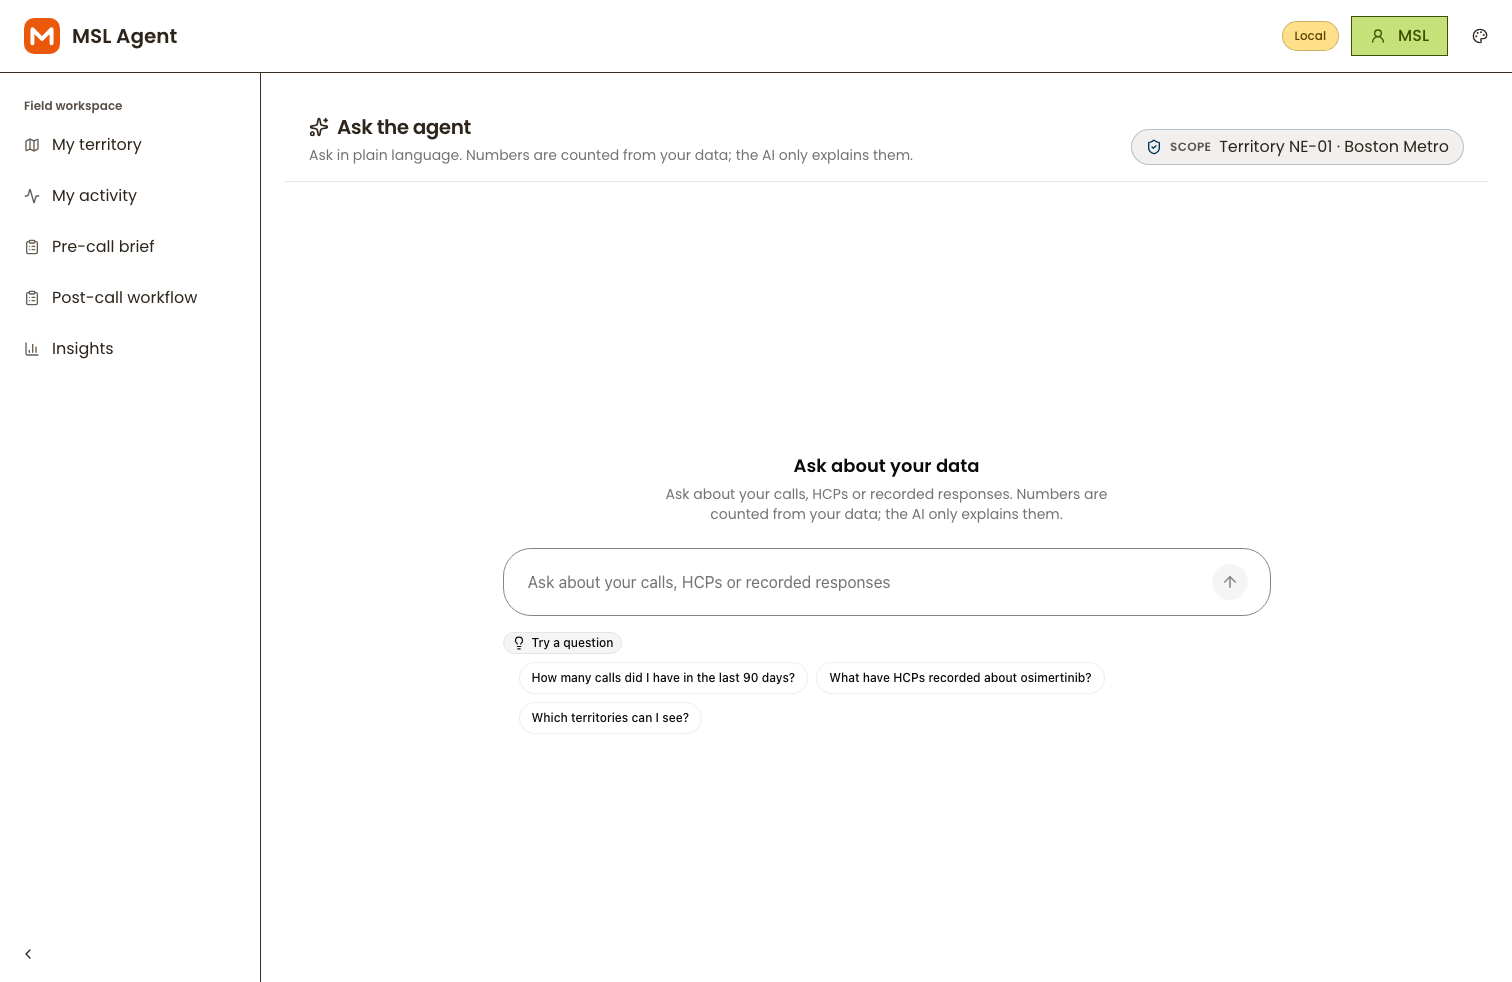 MSL Agent
Local
MSL
Field workspace
My territory
My activity
Pre-call brief
Post-call workflow
Insights
Ask the agent
Ask in plain language. Numbers are counted from your data; the AI only explains them.
SCOPE Territory NE-01 · Boston Metro
Ask about your data
Ask about your calls, HCPs or recorded responses. Numbers are
counted from your data; the AI only explains them.
Ask about your calls, HCPs or recorded responses
Try a question
How many calls did I have in the last 90 days?
What have HCPs recorded about osimertinib?
Which territories can I see?